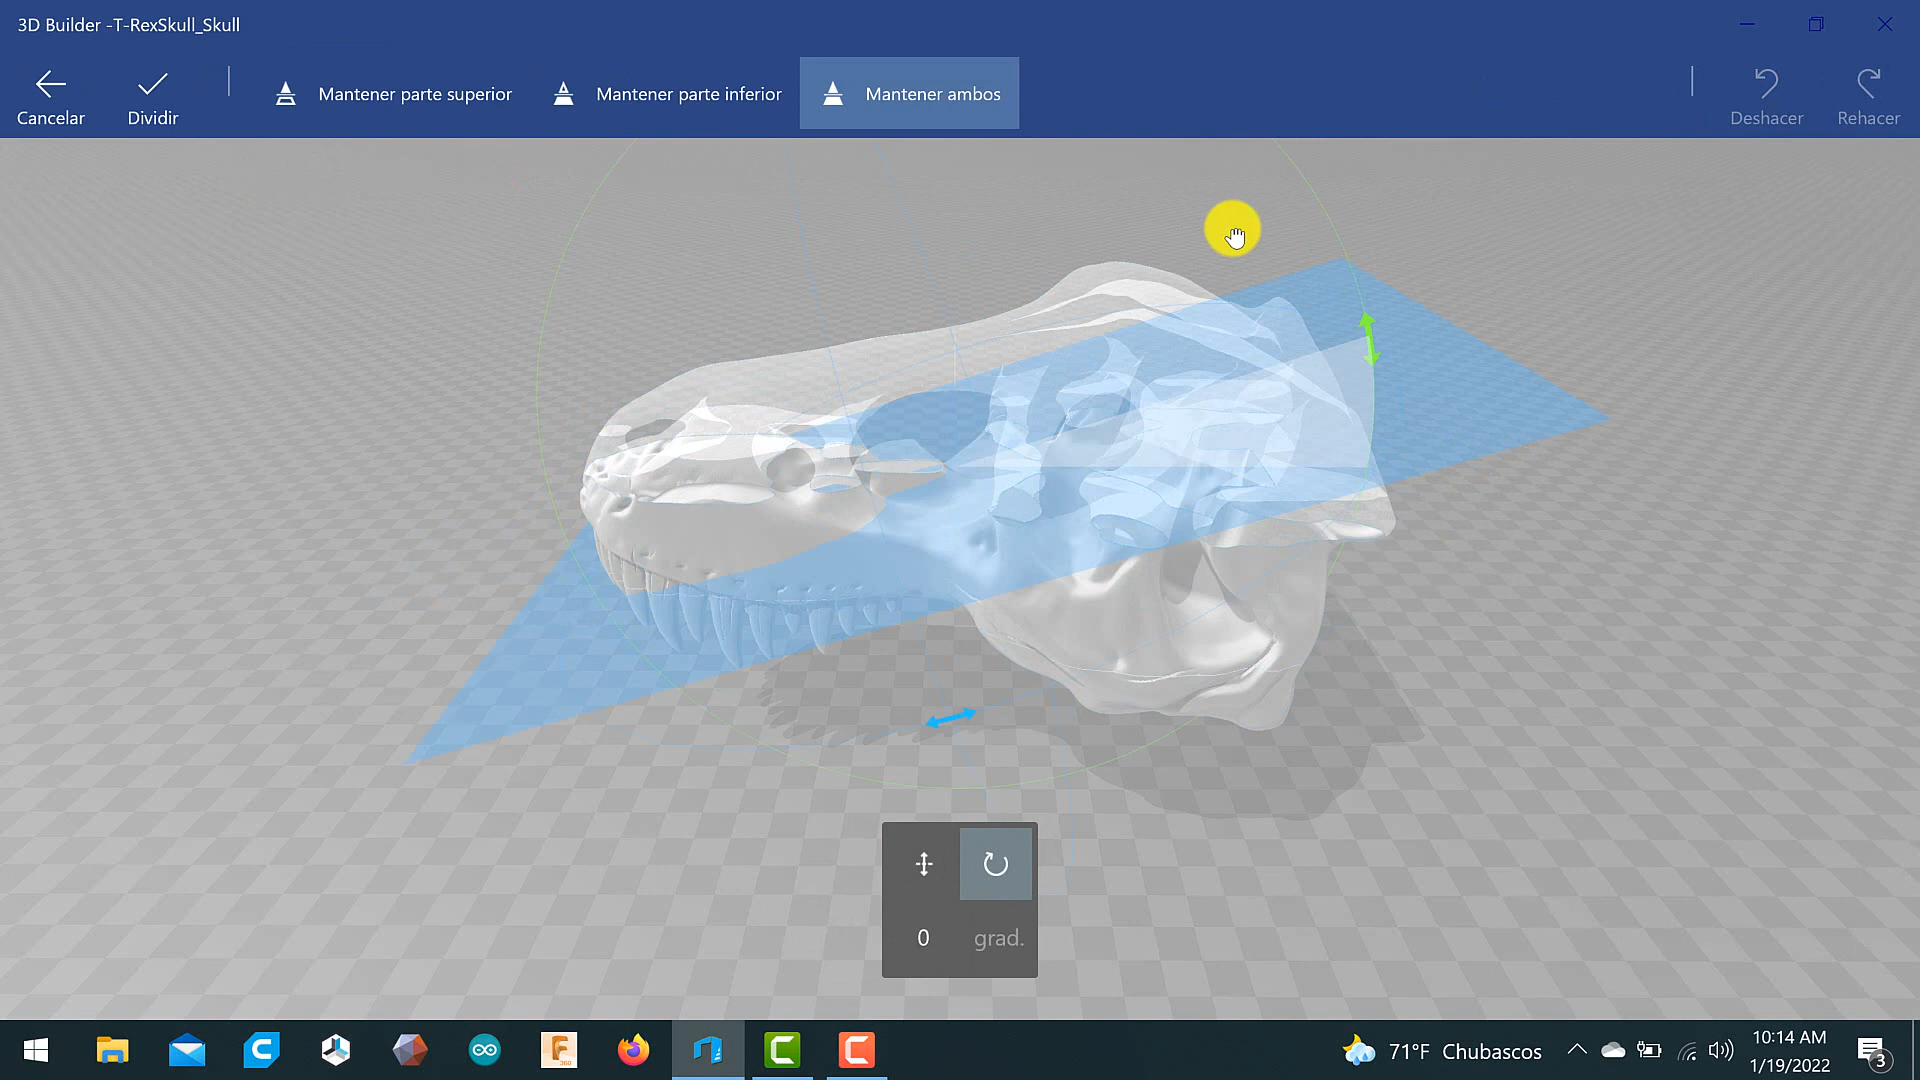 3D Builder -T-RexSkull_Skull
Cancelar
Dividir
Mantener parte superior
Mantener parte inferior
Mantener ambos
Deshacer
Rehacer
0 grad.
F
360
71°F Chubascos
10:14 AM
1/19/2022
3